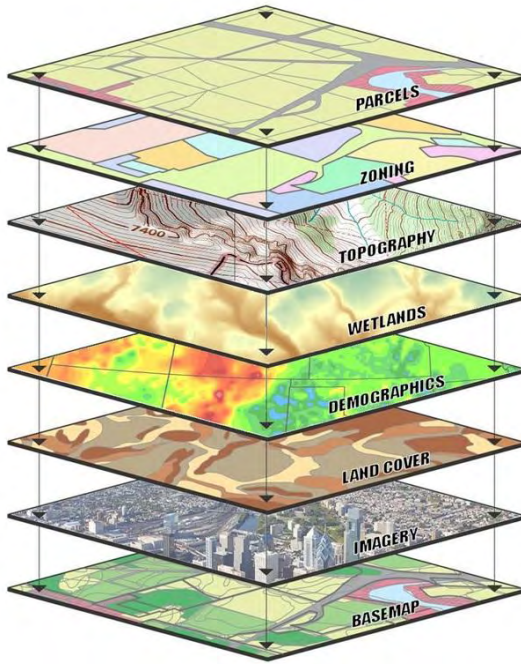 PARCELS
ZONING
7400
TOPOGRAPHY
WETLANDS
DEMOGRAPHICS
LAND COVER
IMAGERY
BASEMAP